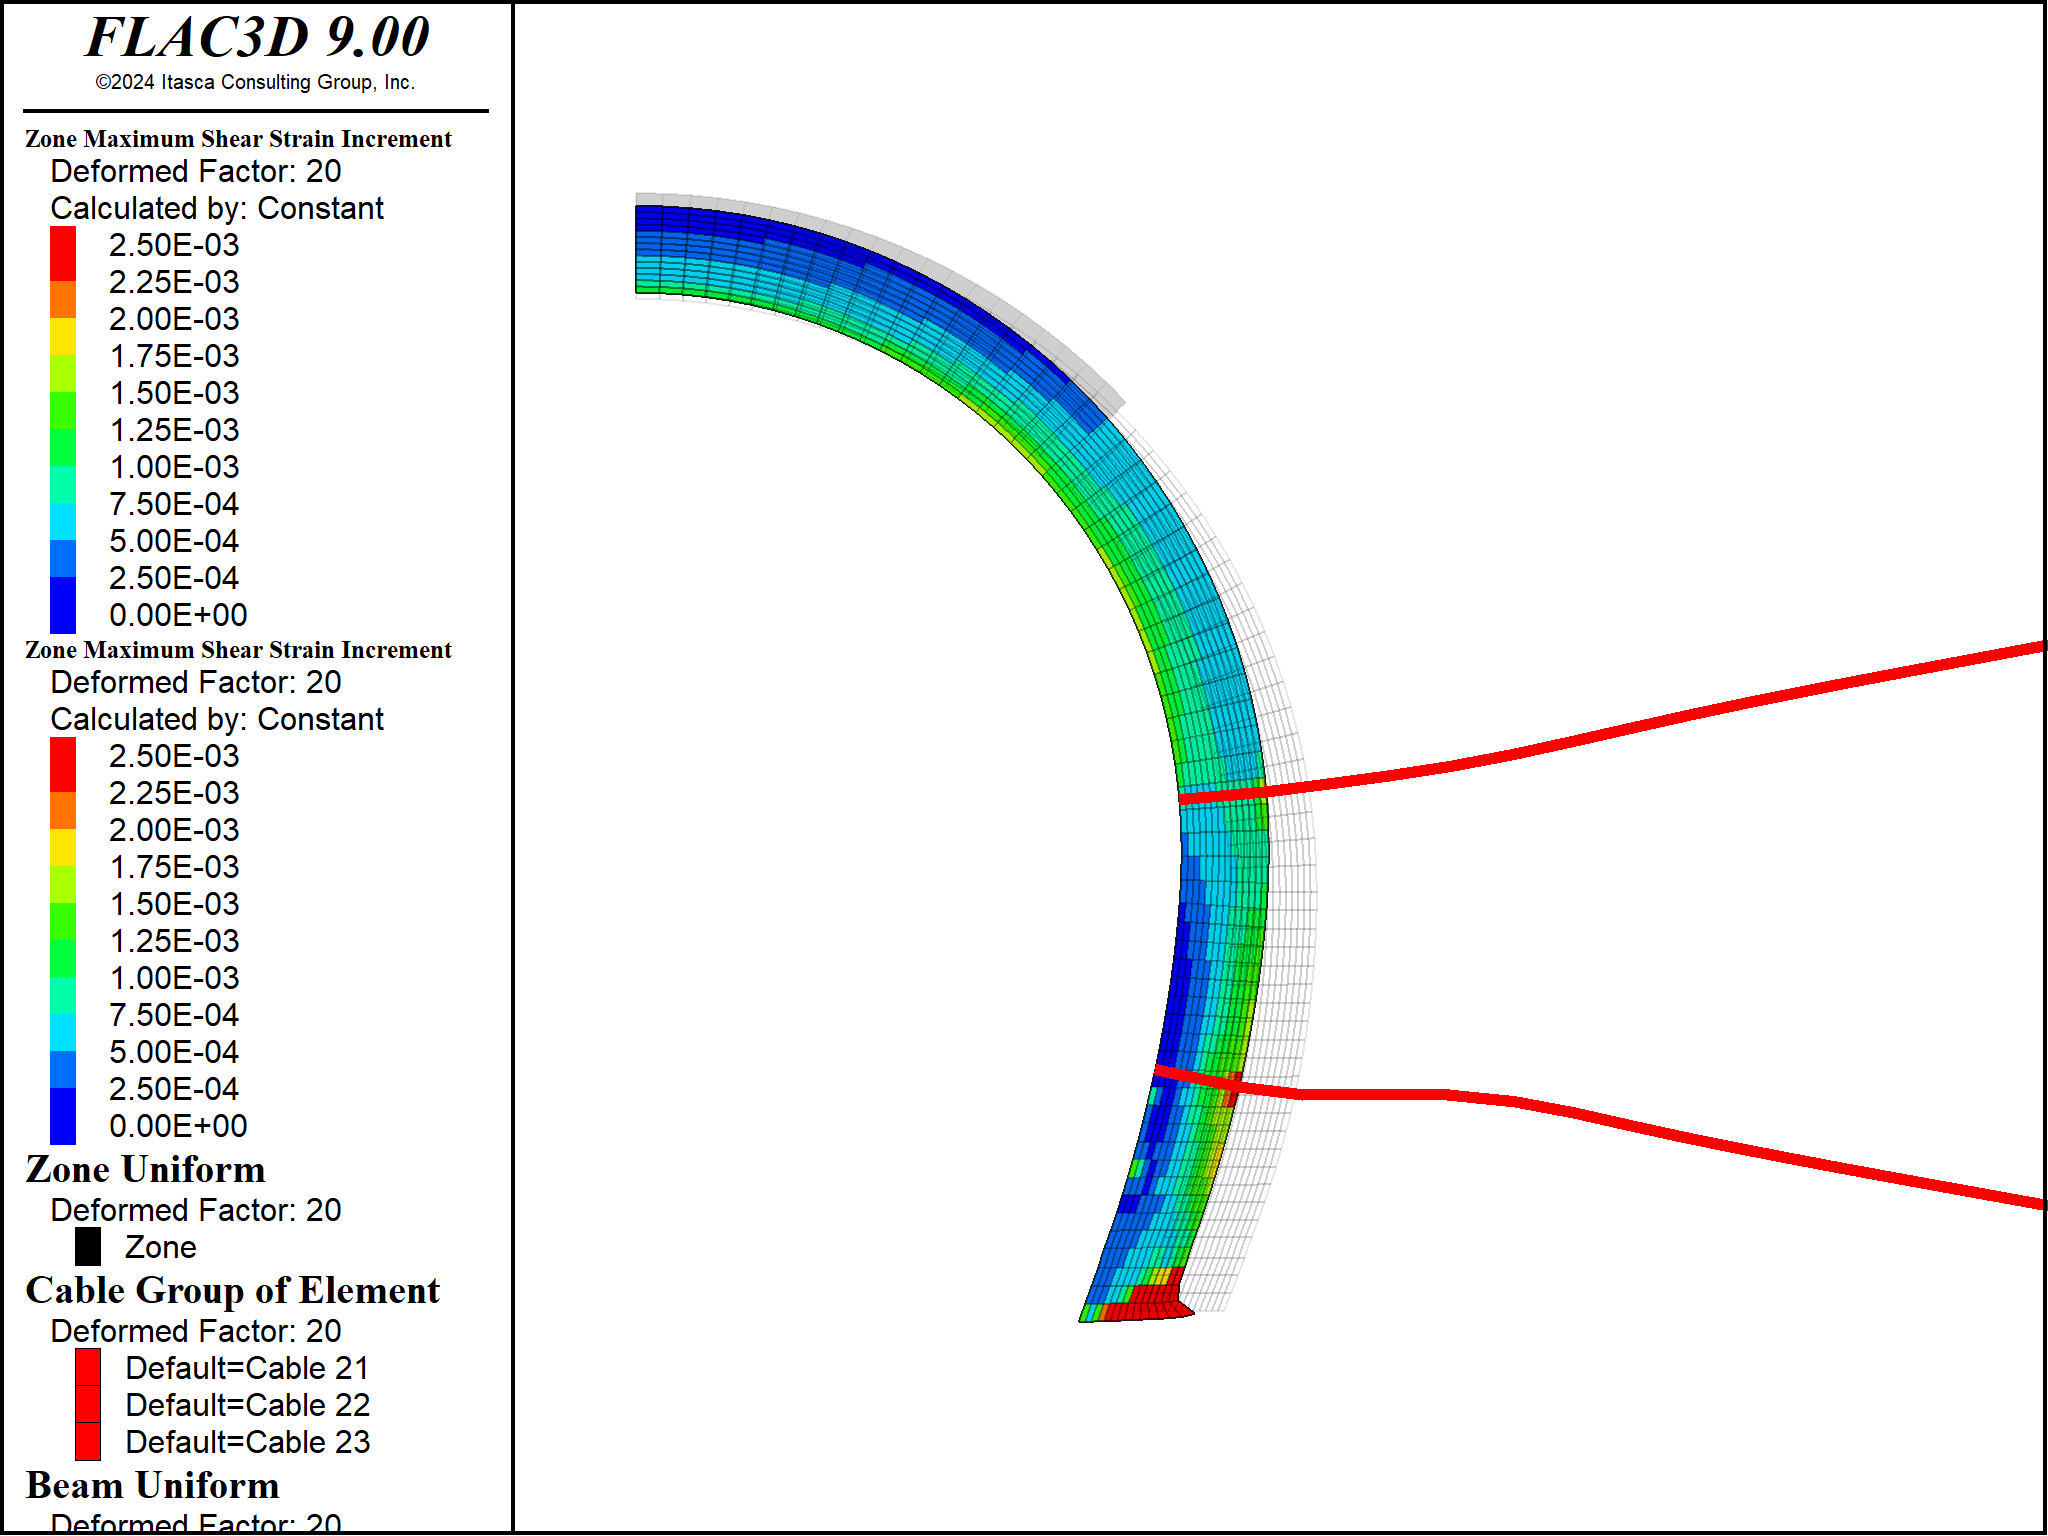 FLAC3D 9.00
©2024 Itasca Consulting Group, Inc.
Zone Maximum Shear Strain Increment
Deformed Factor: 20
Calculated by: Constant
2.50E-03
2.25E-03
2.00E-03
1.75E-03
1.50E-03
1.25E-03
1.00E-03
7.50E-04
5.00E-04
2.50E-04
0.00E+00
Zone Maximum Shear Strain Increment
Deformed Factor: 20
Calculated by: Constant
2.50E-03
2.25E-03
2.00E-03
1.75E-03
1.50E-03
1.25E-03
1.00E-03
7.50E-04
5.00E-04
2.50E-04
0.00E+00
Zone Uniform
Deformed Factor: 20
Zone
Cable Group of Element
Deformed Factor: 20
Default=Cable 21
Default=Cable 22
Default=Cable 23
Beam Uniform
Deformed Factor: 20